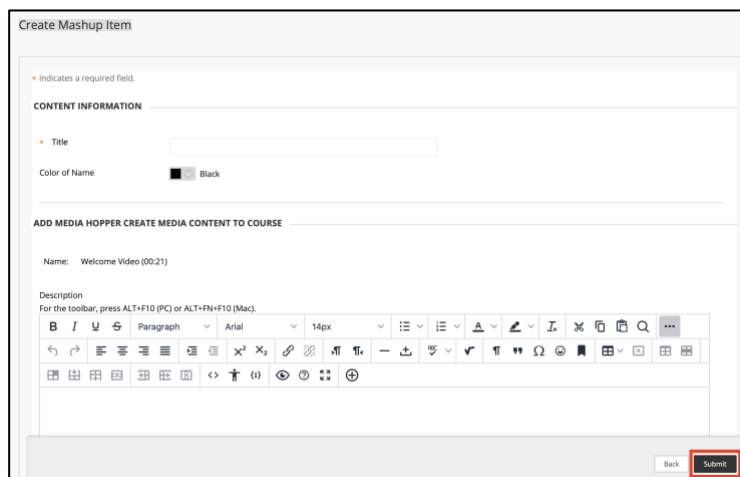 Create Mashup Item
* Indicates a required field.
CONTENT INFORMATION
* Title
Color of Name Black
ADD MEDIA HOPPER CREATE MEDIA CONTENT TO COURSE
Name: Welcome Video (00:21)
Description
For the toolbar, press ALT+F10 (PC) or ALT+FN+F10 (Mac).
B I U S Paragraph Arial 14px
Back Submit